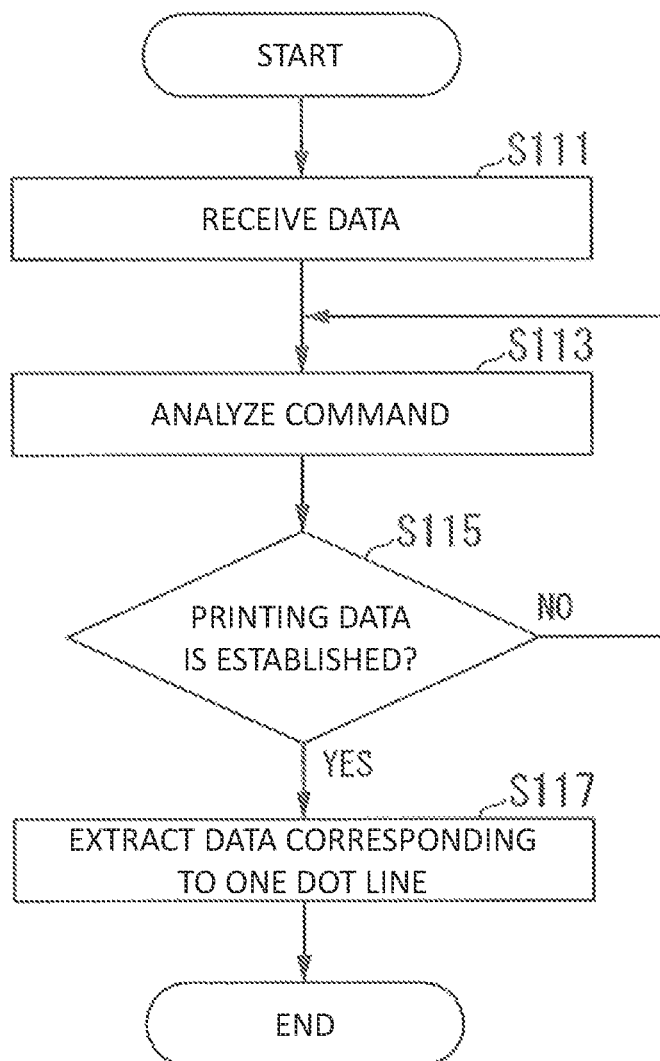 START
S111
RECEIVE DATA
S113
ANALYZE COMMAND
S115
PRINTING DATA
IS ESTABLISHED?
NO
YES
S117
EXTRACT DATA CORRESPONDING
TO ONE DOT LINE
END